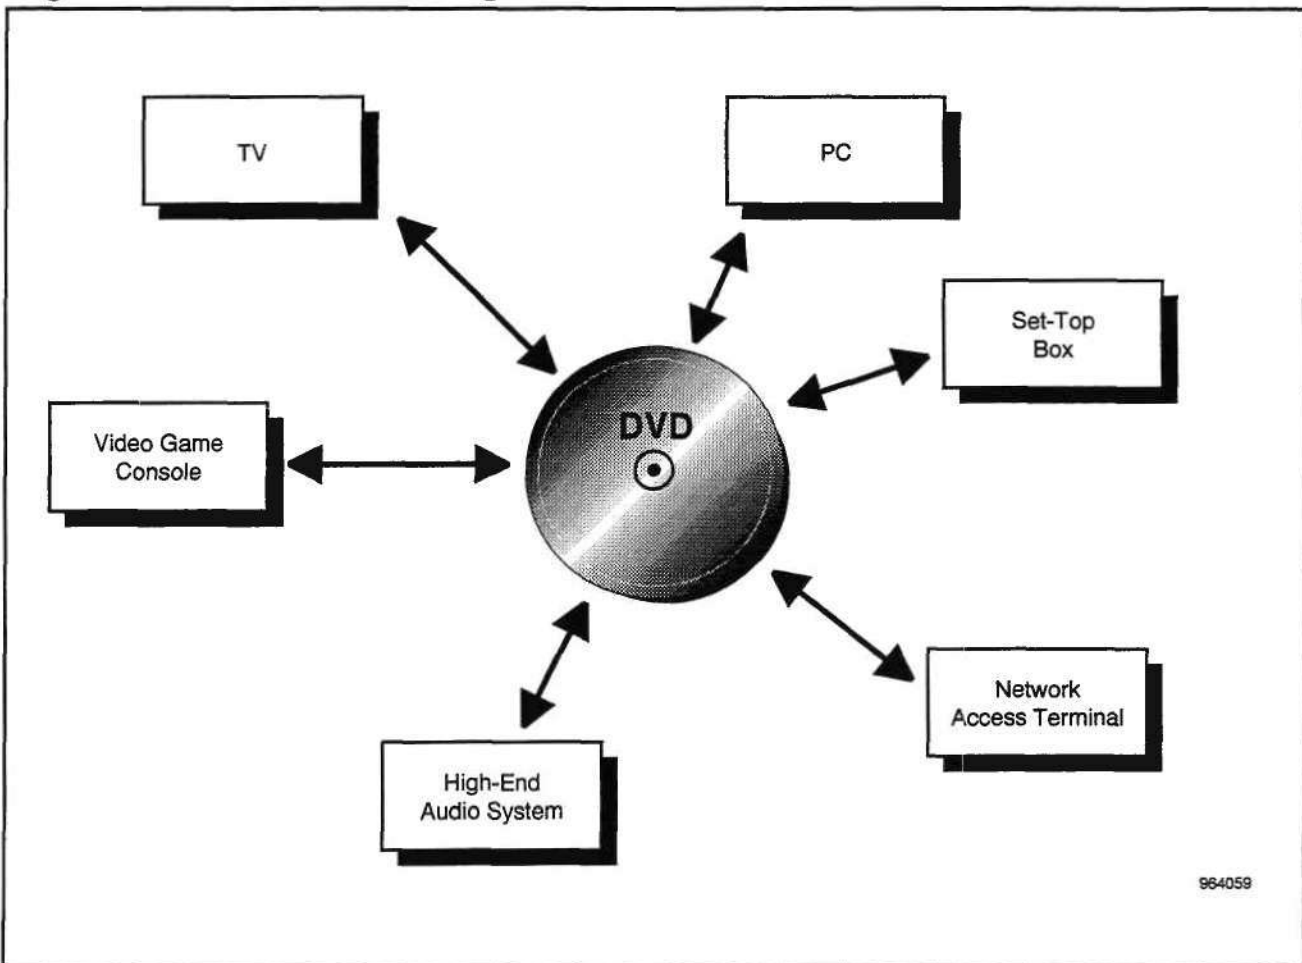 TV
PC
Set-Top
Box
DVD
Video Game
Console
Network
Access Terminal
High-End
Audio System
964059